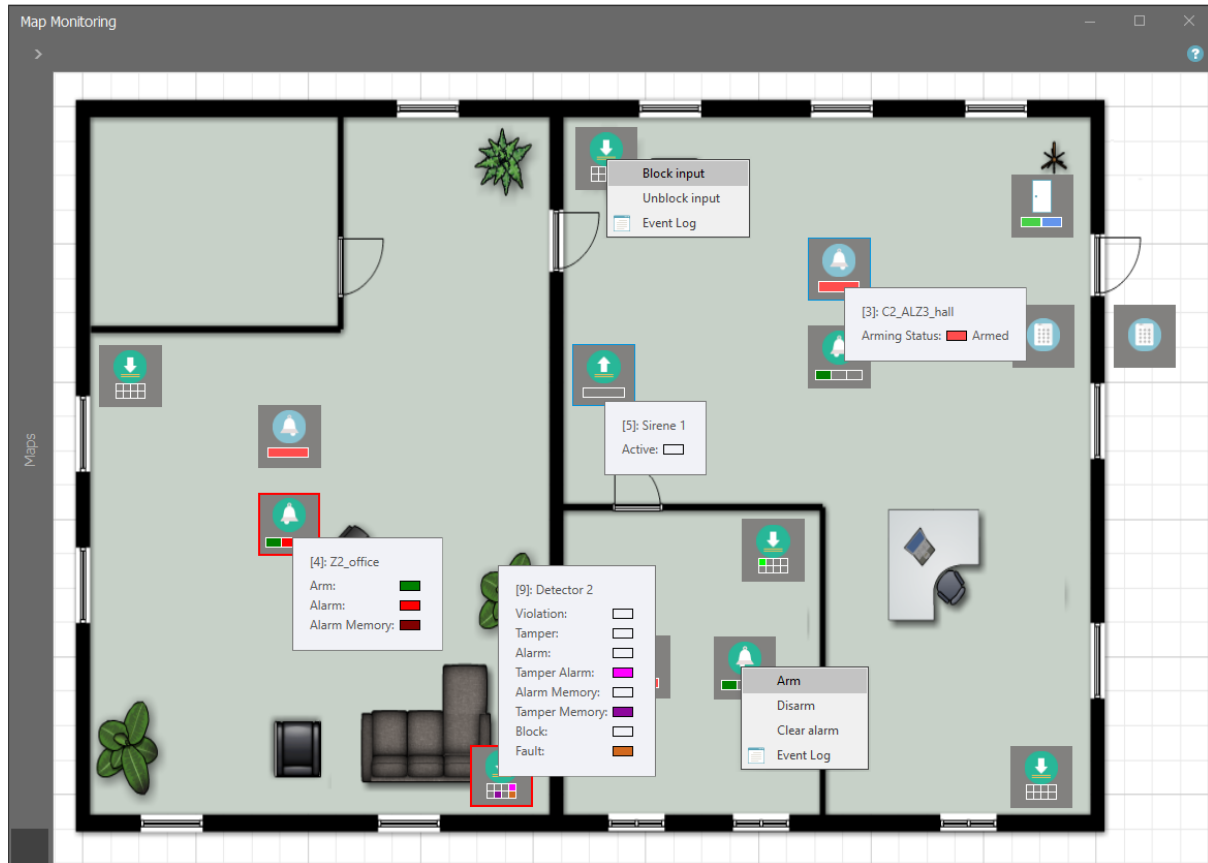 Map Monitoring
?
Maps
Block input
Unblock input
Event Log
[3]: C2_ALZ3_hall
Arming Status: Armed
[5]: Sirene 1
Active:
[4]: Z2_office
Arm:
Alarm:
Alarm Memory:
[9]: Detector 2
Violation:
Tamper:
Alarm:
Tamper Alarm:
Alarm Memory:
Tamper Memory:
Block:
Fault:
Arm
Disarm
Clear alarm
Event Log